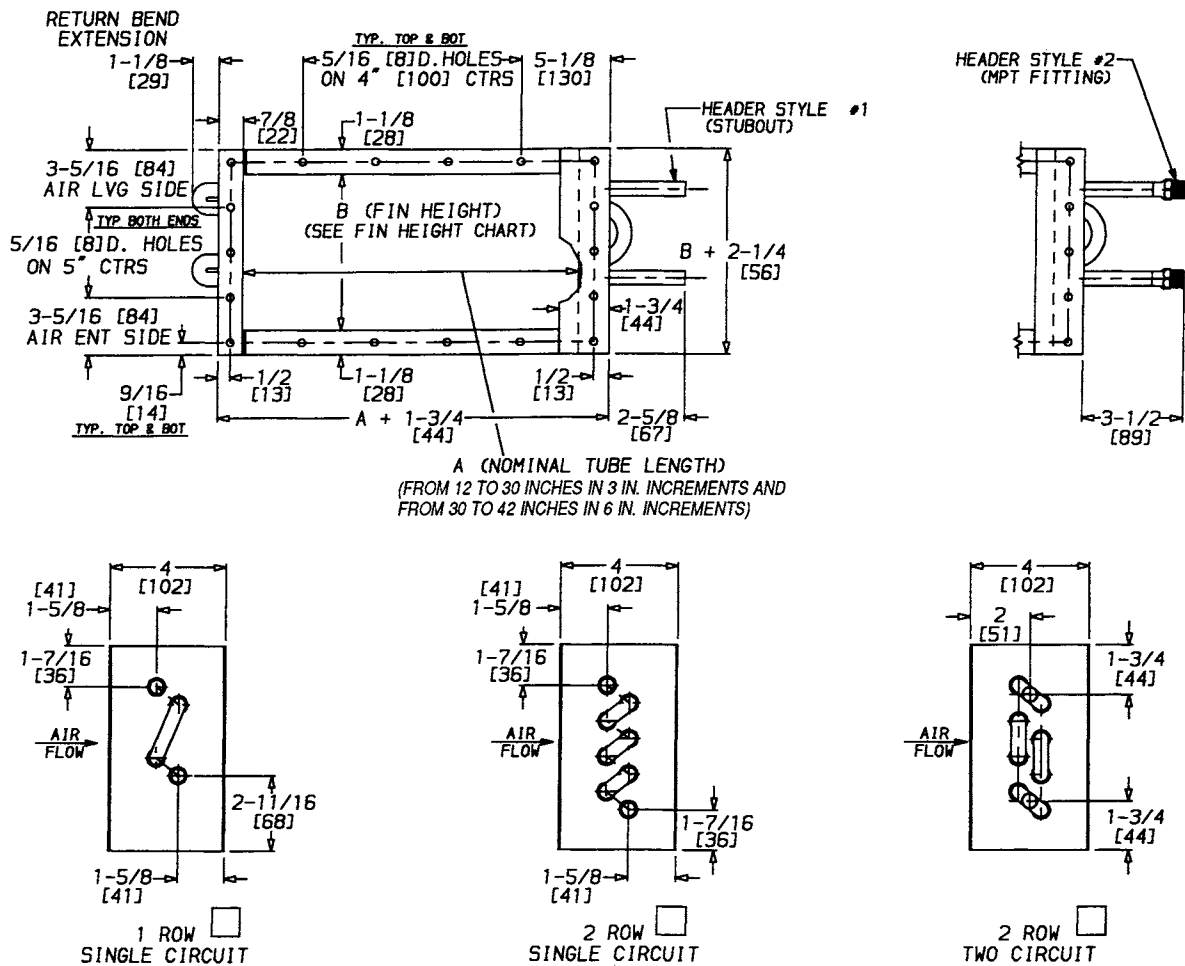 RETURN BEND
EXTENSION
1-1/8
[29]
TYP. TOP & BOT
5/16 [8]D.HOLES
ON 4" [100] CTRS
5-1/8
[130]
HEADER STYLE #2
(MPT FITTING)
7/8
[22]
1-1/8
[28]
HEADER STYLE #1
(STUBOUT)
3-5/16 [84]
AIR LVG SIDE
TYP BOTH ENDS
5/16 [8]D. HOLES
ON 5" CTRS
B (FIN HEIGHT)
(SEE FIN HEIGHT CHART)
B + 2-1/4
[56]
3-5/16 [84]
AIR ENT SIDE
1-3/4
[44]
9/16
[14]
TYP. TOP & BOT
1/2
[13]
1-1/8
[28]
1/2
[13]
A + 1-3/4
[44]
2-5/8
[67]
3-1/2
[89]
A (NOMINAL TUBE LENGTH)
(FROM 12 TO 30 INCHES IN 3 IN. INCREMENTS AND
FROM 30 TO 42 INCHES IN 6 IN. INCREMENTS)
4
[102]
[41]
1-5/8
1-7/16
[36]
AIR
FLOW
2-11/16
[68]
1-5/8
[41]
1 ROW
SINGLE CIRCUIT
4
[102]
[41]
1-5/8
1-7/16
[36]
AIR
FLOW
1-7/16
[36]
1-5/8
[41]
2 ROW
SINGLE CIRCUIT
4
[102]
2
[51]
1-3/4
[44]
AIR
FLOW
1-3/4
[44]
2 ROW
TWO CIRCUIT